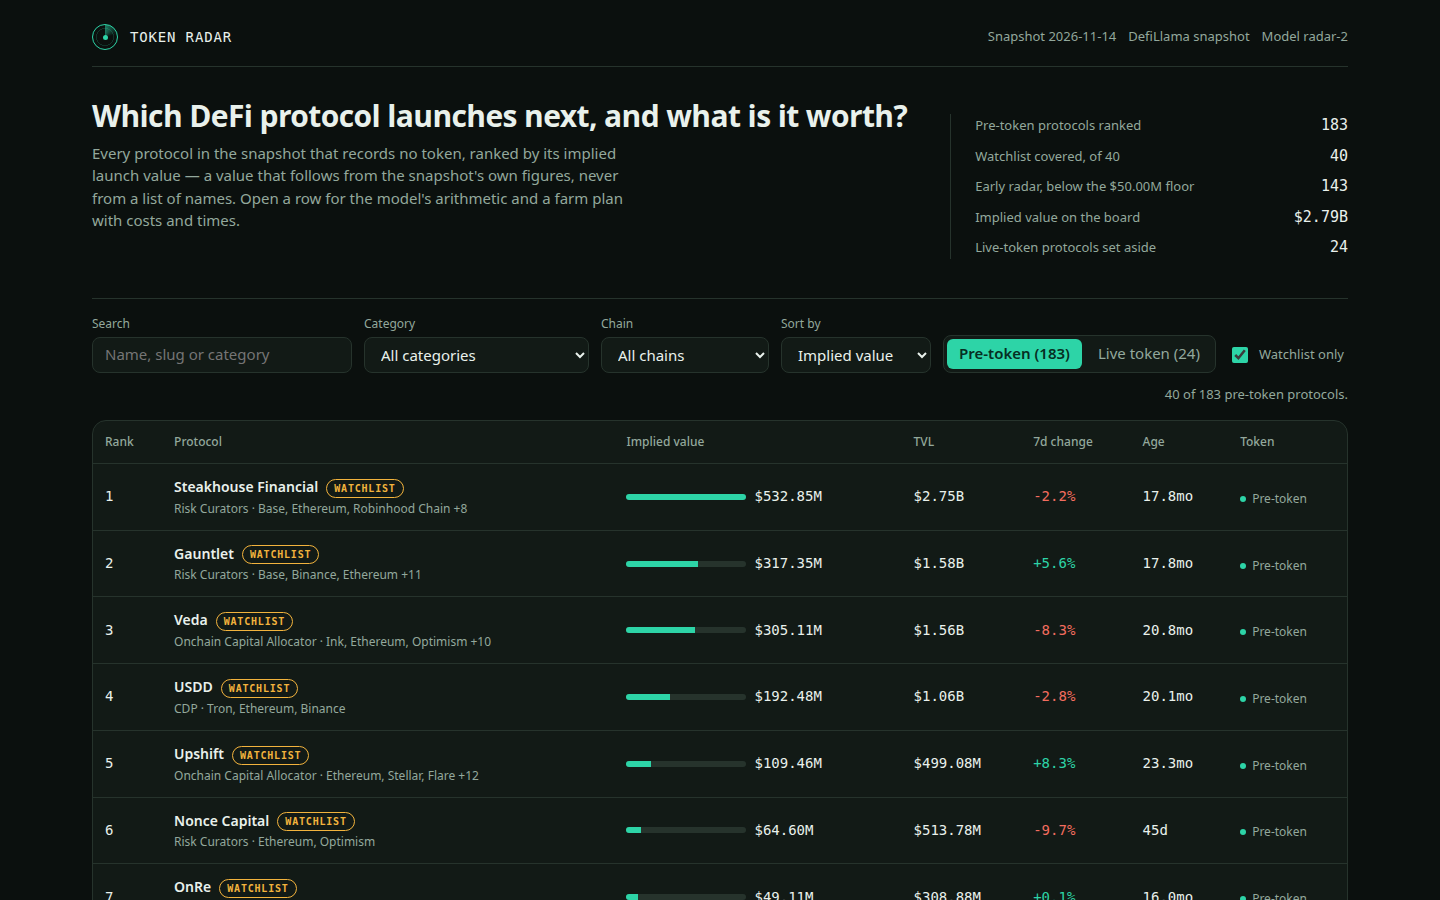 TOKEN RADAR
Snapshot 2026-11-14 DefiLlama snapshot Model radar-2
Which DeFi protocol launches next, and what is it worth?
Every protocol in the snapshot that records no token, ranked by its implied
launch value — a value that follows from the snapshot's own figures, never
from a list of names. Open a row for the model's arithmetic and a farm plan
with costs and times.
Pre-token protocols ranked 183
Watchlist covered, of 40 40
Early radar, below the $50.00M floor 143
Implied value on the board $2.79B
Live-token protocols set aside 24
Search Category Chain Sort by
Name, slug or category All categories All chains Implied value Pre-token (183) Live token (24) Watchlist only
40 of 183 pre-token protocols.
Rank Protocol Implied value TVL 7d change Age Token
1 Steakhouse Financial WATCHLIST $532.85M $2.75B -2.2% 17.8mo Pre-token
Risk Curators · Base, Ethereum, Robinhood Chain +8
2 Gauntlet WATCHLIST $317.35M $1.58B +5.6% 17.8mo Pre-token
Risk Curators · Base, Binance, Ethereum +11
3 Veda WATCHLIST $305.11M $1.56B -8.3% 20.8mo Pre-token
Onchain Capital Allocator · Ink, Ethereum, Optimism +10
4 USDD WATCHLIST $192.48M $1.06B -2.8% 20.1mo Pre-token
CDP · Tron, Ethereum, Binance
5 Upshift WATCHLIST $109.46M $499.08M +8.3% 23.3mo Pre-token
Onchain Capital Allocator · Ethereum, Stellar, Flare +12
6 Nonce Capital WATCHLIST $64.60M $513.78M -9.7% 45d Pre-token
Risk Curators · Ethereum, Optimism
7 OnRe WATCHLIST $49.11M $308.88M +0.1% 16.0mo Pre-token